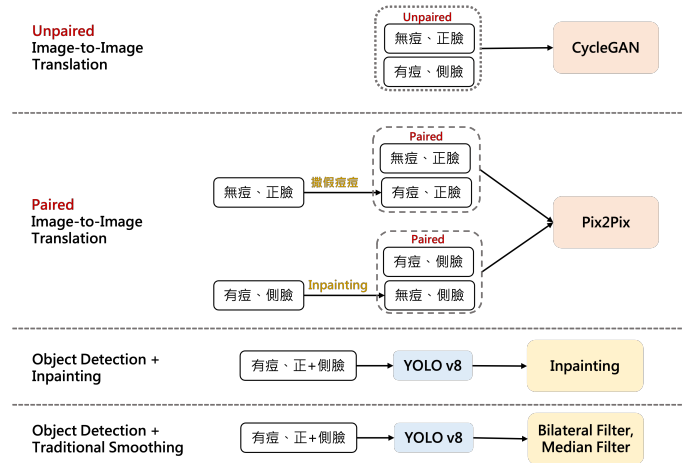 Unpaired
Image-to-Image
Translation
Unpaired
無痘、正臉
有痘、側臉
CycleGAN
Paired
Image-to-Image
Translation
無痘、正臉
擺假痘痘
Paired
無痘、正臉
有痘、正臉
有痘、側臉
Inpainting
Paired
有痘、側臉
無痘、側臉
Pix2Pix
Object Detection +
Inpainting
有痘、正+側臉
YOLO v8
Inpainting
Object Detection +
Traditional Smoothing
有痘、正+側臉
YOLO v8
Bilateral Filter,
Median Filter